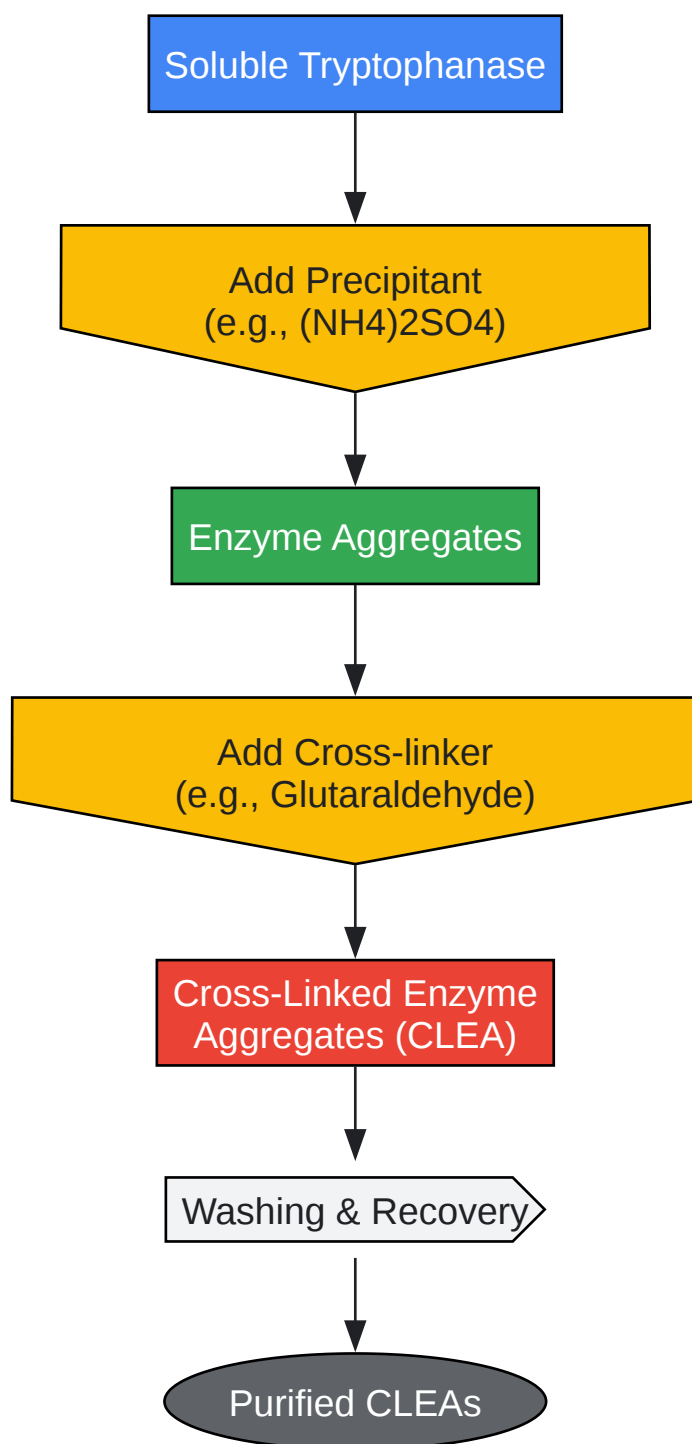 Soluble Tryptophanase
Add Precipitant
(e.g., (NH4)2SO4)
Enzyme Aggregates
Add Cross-linker
(e.g., Glutaraldehyde)
Cross-Linked Enzyme
Aggregates (CLEA)
Washing & Recovery
Purified CLEAs